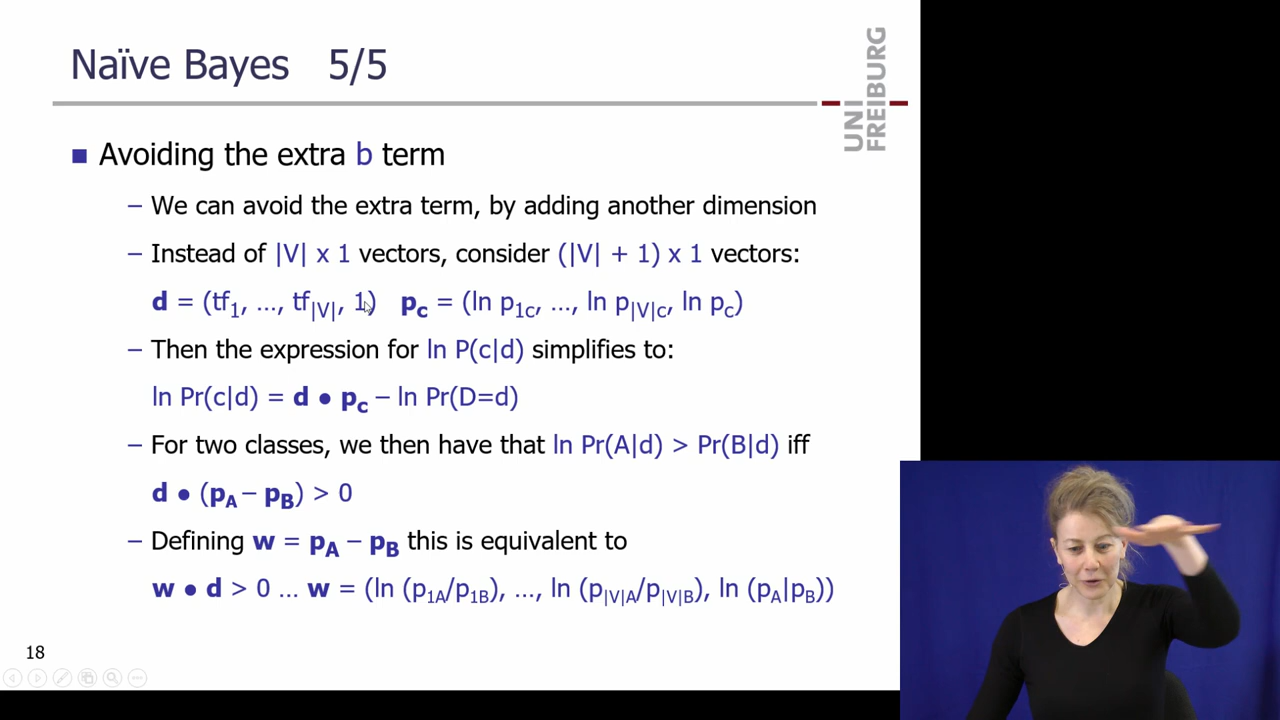 Naïve Bayes 5/5
UNI
FREIBURG
■ Avoiding the extra b term
– We can avoid the extra term, by adding another dimension
– Instead of |V| x 1 vectors, consider (|V| + 1) x 1 vectors:
d = (tf₁, …, tf|V|, 1) pc = (ln p1c, …, ln p|V|c, ln pc)
– Then the expression for ln P(c|d) simplifies to:
ln Pr(c|d) = d ● pc – ln Pr(D=d)
– For two classes, we then have that ln Pr(A|d) > Pr(B|d) iff
d ● (pA – pB) > 0
– Defining w = pA – pB this is equivalent to
w ● d > 0 … w = (ln (p1A/p1B), …, ln (p|V|A/p|V|B), ln (pA|pB))
18